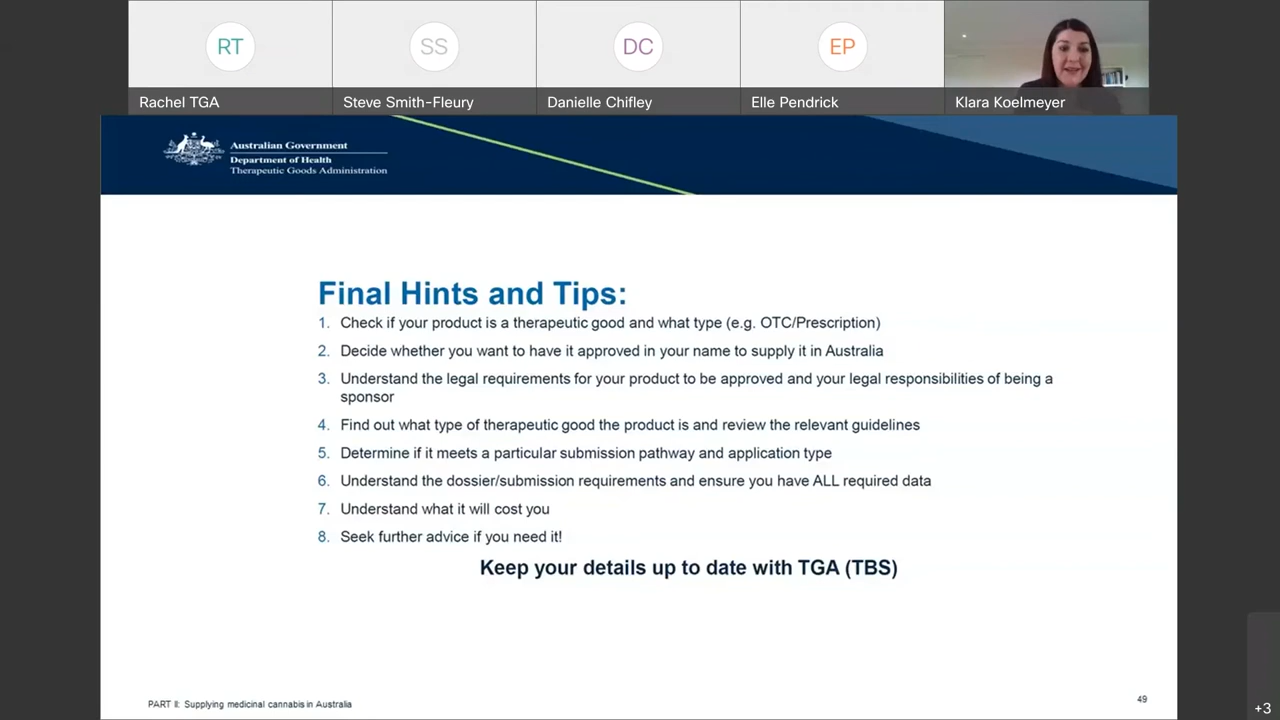 RT
SS
DC
EP
Rachel TGA
Steve Smith-Fleury
Danielle Chifley
Elle Pendrick
Klara Koelmeyer
Australian Government
Department of Health
Therapeutic Goods Administration
Final Hints and Tips:
1. Check if your product is a therapeutic good and what type (e.g. OTC/Prescription)
2. Decide whether you want to have it approved in your name to supply it in Australia
3. Understand the legal requirements for your product to be approved and your legal responsibilities of being a
sponsor
4. Find out what type of therapeutic good the product is and review the relevant guidelines
5. Determine if it meets a particular submission pathway and application type
6. Understand the dossier/submission requirements and ensure you have ALL required data
7. Understand what it will cost you
8. Seek further advice if you need it!
Keep your details up to date with TGA (TBS)
PART II: Supplying medicinal cannabis in Australia
49
+3